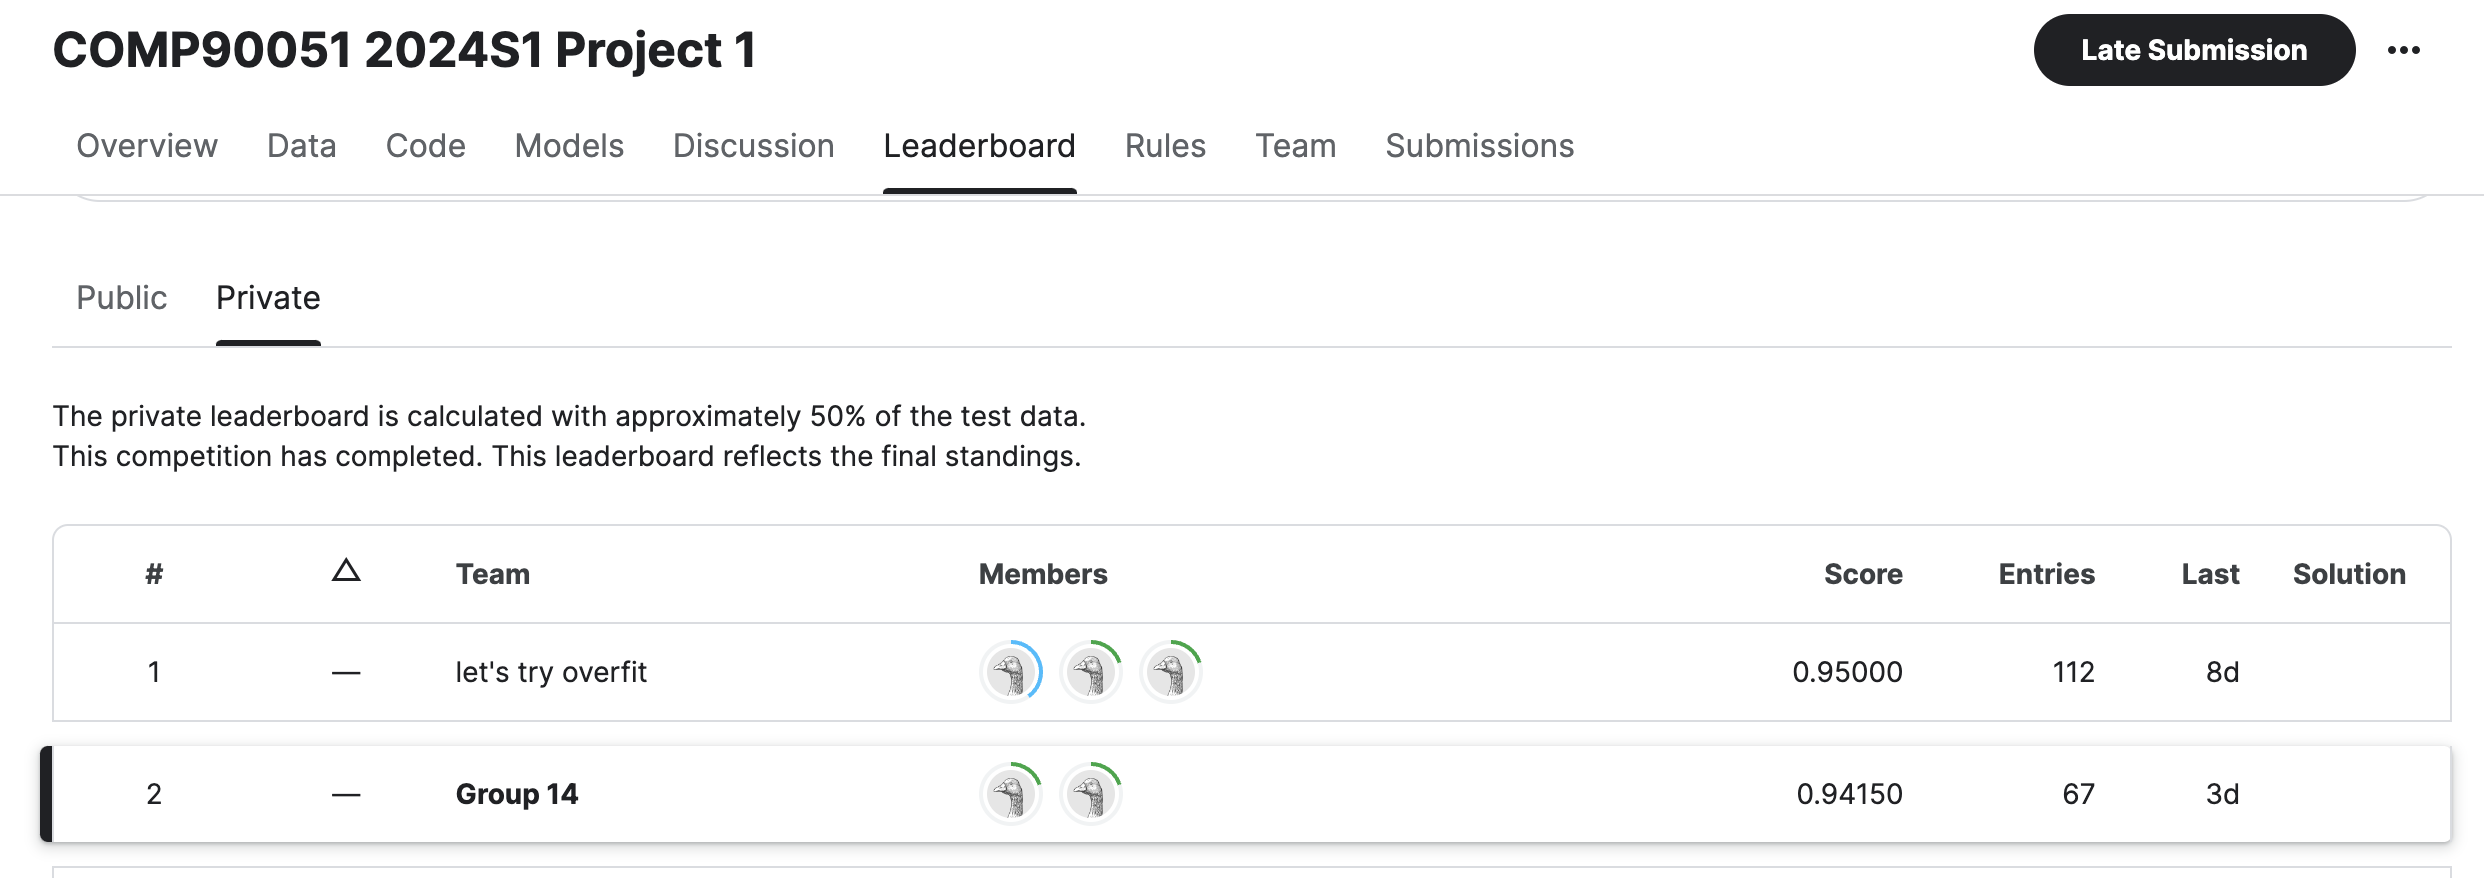 COMP90051 2024S1 Project 1
Late Submission
Overview Data Code Models Discussion Leaderboard Rules Team Submissions
Public Private
The private leaderboard is calculated with approximately 50% of the test data.
This competition has completed. This leaderboard reflects the final standings.
# △ Team Members Score Entries Last Solution
1 — let's try overfit 0.95000 112 8d
2 — Group 14 0.94150 67 3d